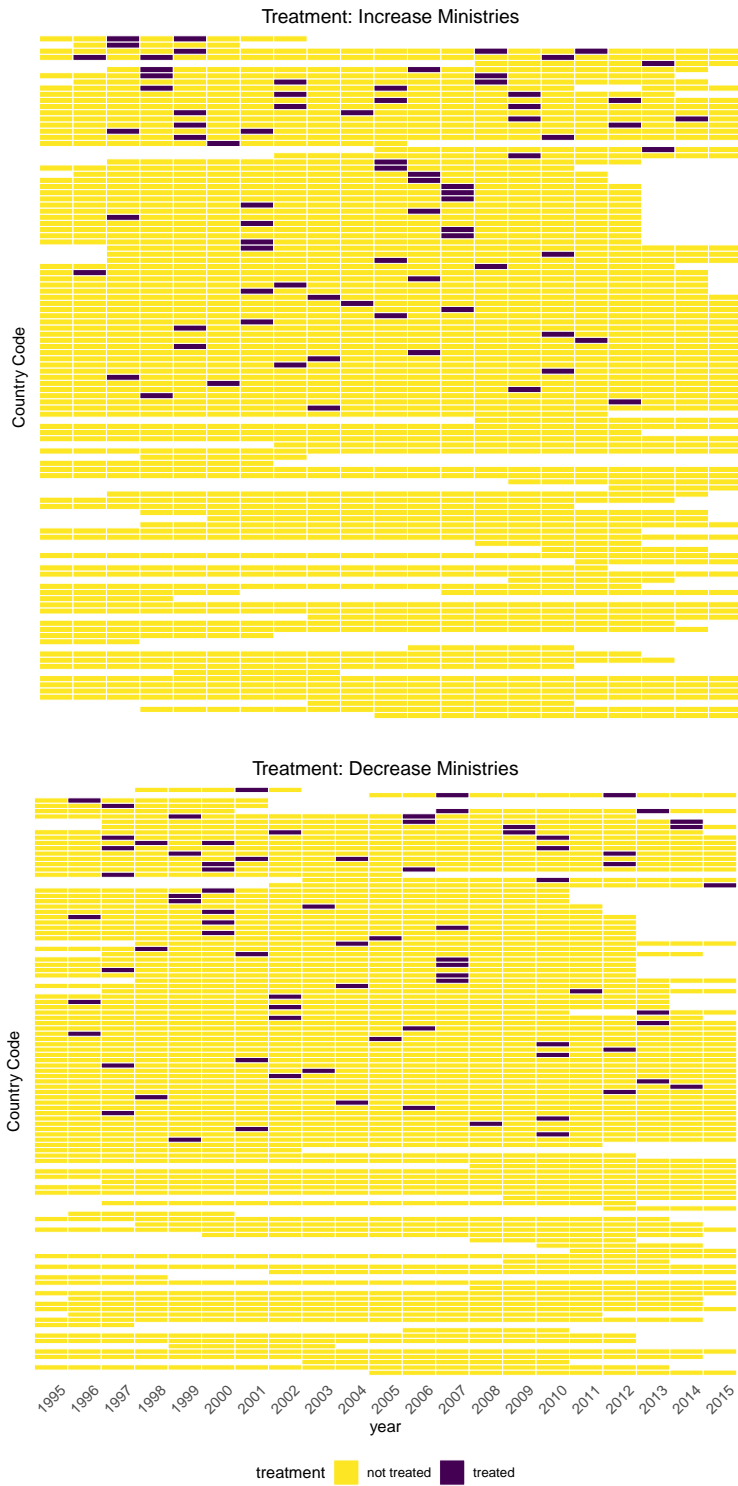 Treatment: Increase Ministries
Country Code
Treatment: Decrease Ministries
Country Code
1995 1996 1997 1998 1999 2000 2001 2002 2003 2004 2005 2006 2007 2008 2009 2010 2011 2012 2013 2014 2015
year
treatment not treated treated